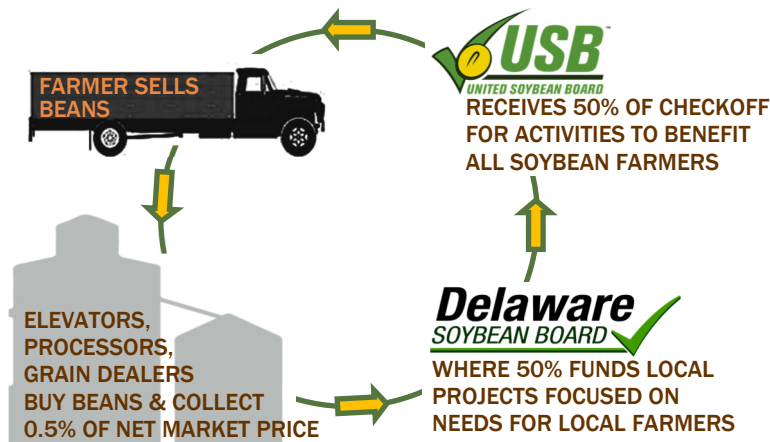 FARMER SELLS
BEANS
USB™
UNITED SOYBEAN BOARD
RECEIVES 50% OF CHECKOFF
FOR ACTIVITIES TO BENEFIT
ALL SOYBEAN FARMERS
ELEVATORS,
PROCESSORS,
GRAIN DEALERS
BUY BEANS & COLLECT
0.5% OF NET MARKET PRICE
Delaware
SOYBEAN BOARD
WHERE 50% FUNDS LOCAL
PROJECTS FOCUSED ON
NEEDS FOR LOCAL FARMERS